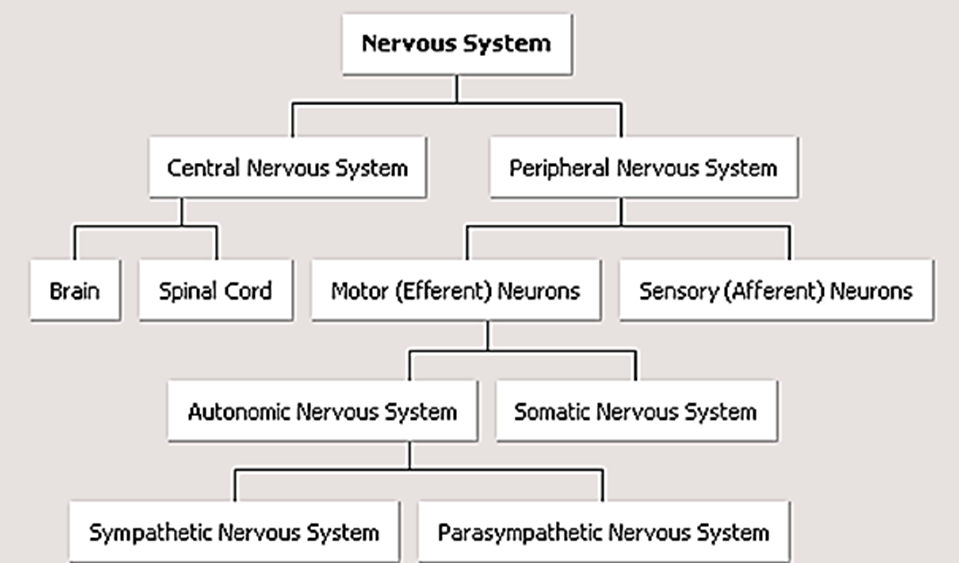 Nervous System
Central Nervous System
Peripheral Nervous System
Brain
Spinal Cord
Motor (Efferent) Neurons
Sensory (Afferent) Neurons
Autonomic Nervous System
Somatic Nervous System
Sympathetic Nervous System
Parasympathetic Nervous System